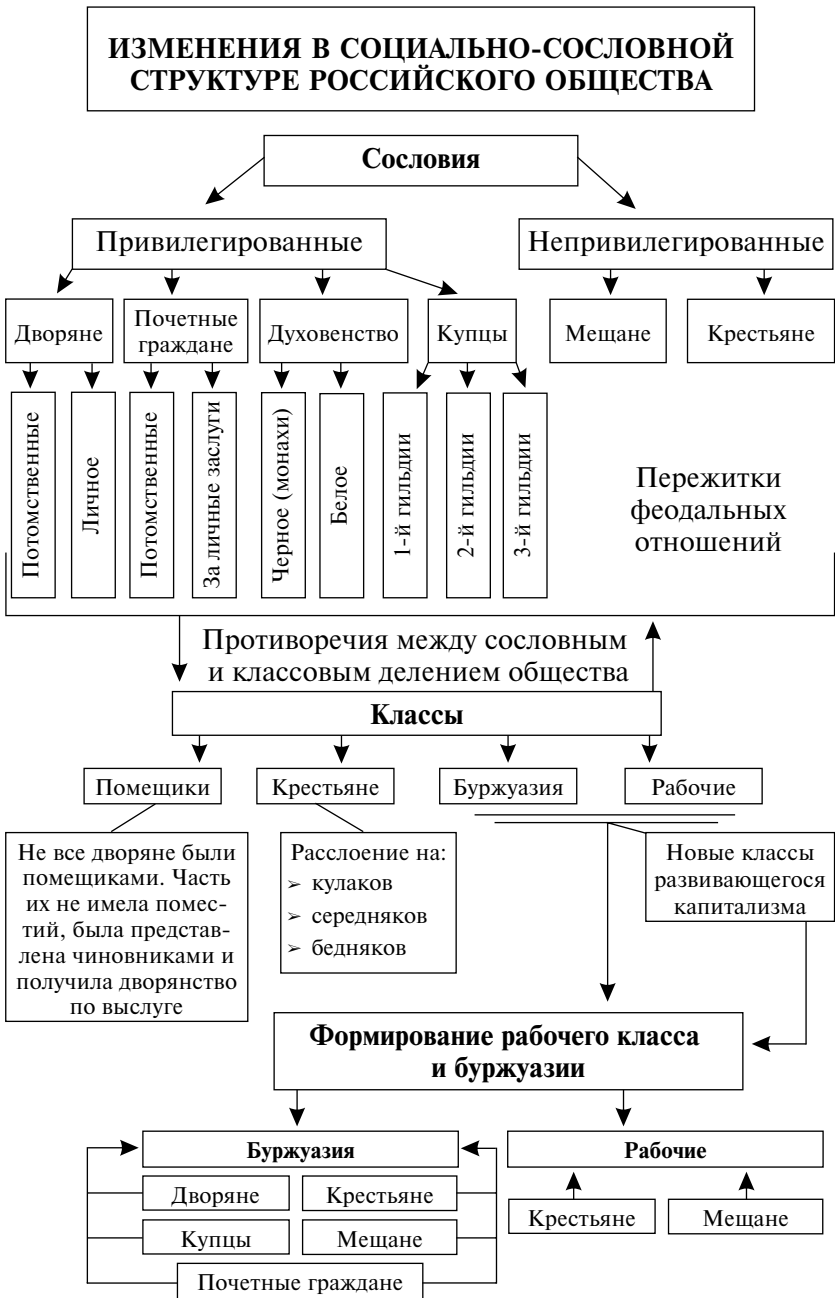 ИЗМЕНЕНИЯ В СОЦИАЛЬНО-СОСЛОВНОЙ
СТРУКТУРЕ РОССИЙСКОГО ОБЩЕСТВА
Сословия
Привилегированные
Непривилегированные
Дворяне
Почетные
граждане
Духовенство
Купцы
Мещане
Крестьяне
Потомственные
Личное
Потомственные
За личные заслуги
Черное (монахи)
Белое
1-й гильдии
2-й гильдии
3-й гильдии
Пережитки
феодальных
отношений
Противоречия между сословным
и классовым делением общества
Классы
Помещики
Крестьяне
Буржуазия
Рабочие
Не все дворяне были
помещиками. Часть
их не имела помес-
тий, была представ-
лена чиновниками и
получила дворянство
по выслуге
Расслоение на:
➢ кулаков
➢ середняков
➢ бедняков
Новые классы
развивающегося
капитализма
Формирование рабочего класса
и буржуазии
Буржуазия
Дворяне
Крестьяне
Купцы
Мещане
Почетные граждане
Рабочие
Крестьяне
Мещане